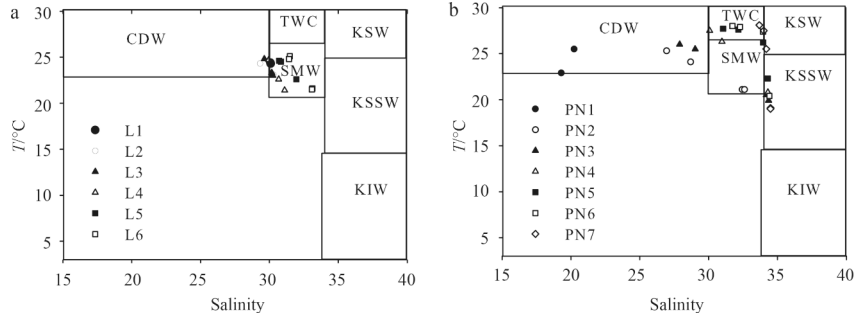 a
30
25
20
15
10
5
T/°C
CDW
TWC
SMW
KSW
KSSW
KIW
L1
L2
L3
L4
L5
L6
15 20 25 30 35 40
Salinity
b
30
25
20
15
10
5
T/°C
CDW
TWC
SMW
KSW
KSSW
KIW
PN1
PN2
PN3
PN4
PN5
PN6
PN7
15 20 25 30 35 40
Salinity